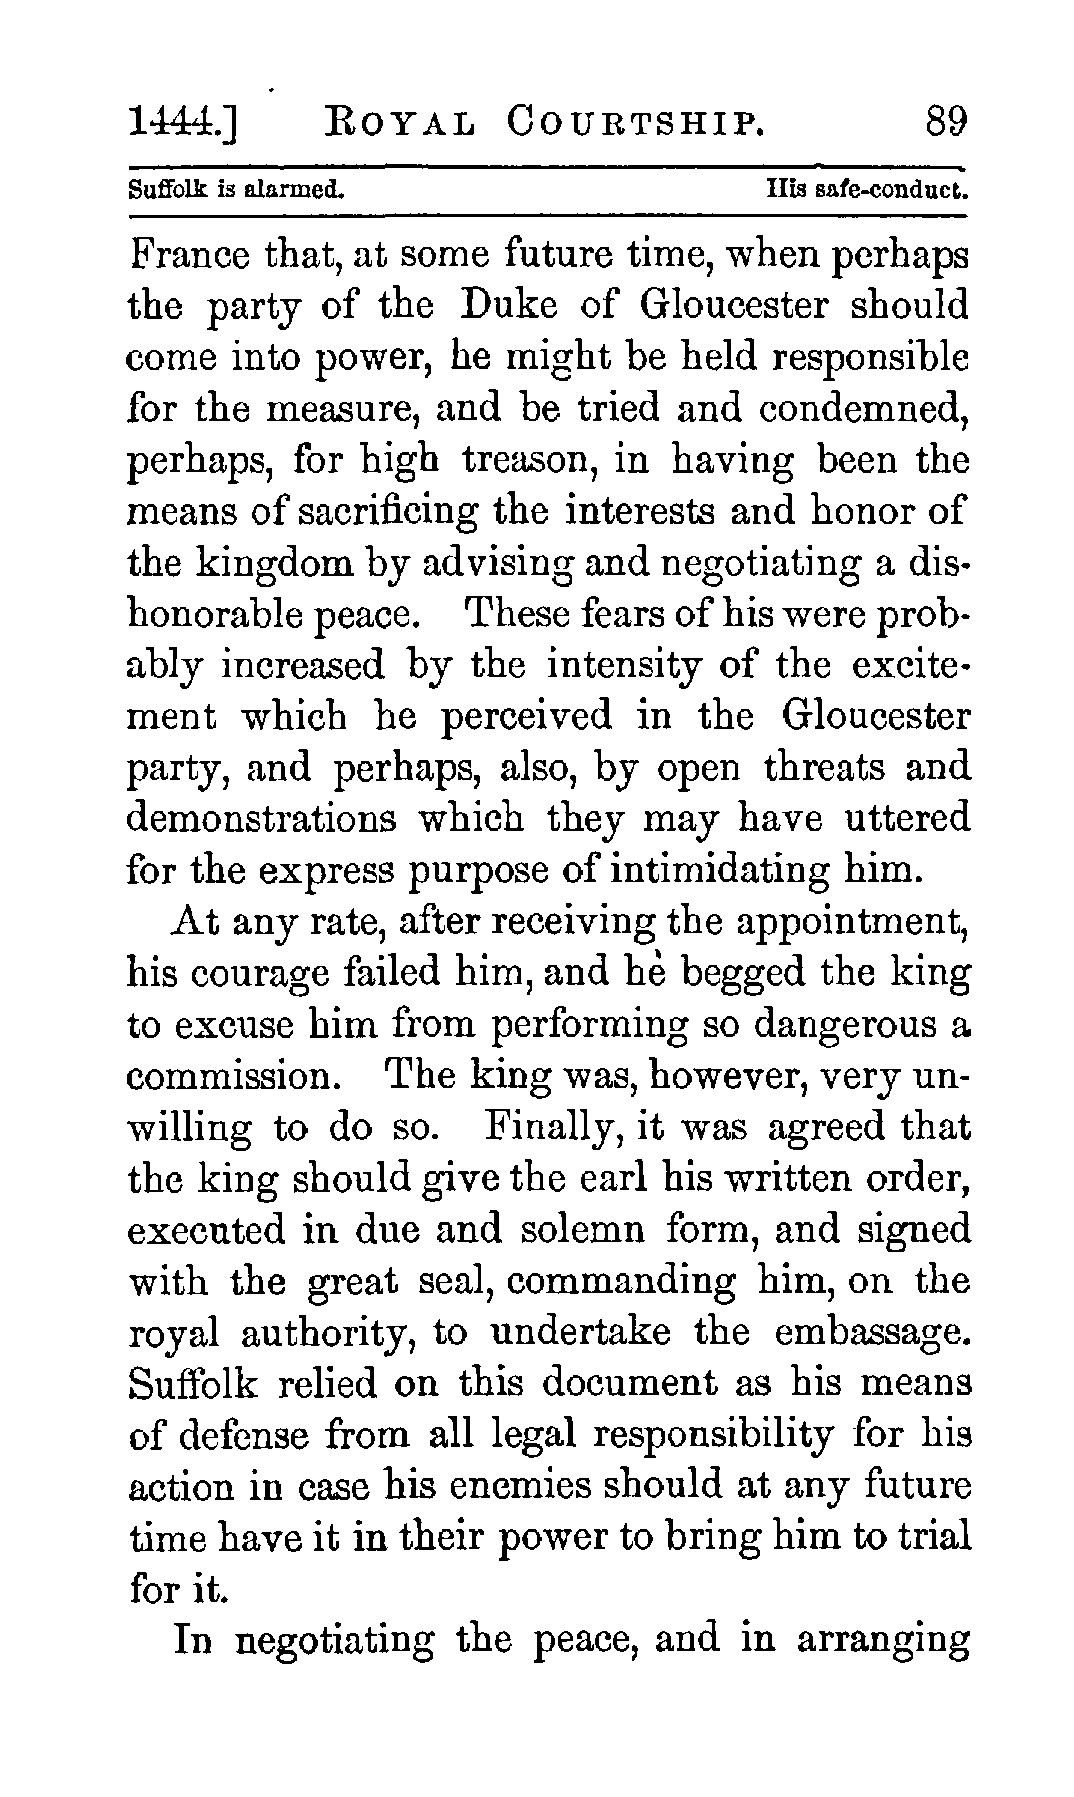 1444.] ROYAL COURTSHIP. 89
Suffolk is alarmed. His safe-conduct.
France that, at some future time, when perhaps
the party of the Duke of Gloucester should
come into power, he might be held responsible
for the measure, and be tried and condemned,
perhaps, for high treason, in having been the
means of sacrificing the interests and honor of
the kingdom by advising and negotiating a dis-
honorable peace. These fears of his were prob-
ably increased by the intensity of the excite-
ment which he perceived in the Gloucester
party, and perhaps, also, by open threats and
demonstrations which they may have uttered
for the express purpose of intimidating him.
At any rate, after receiving the appointment,
his courage failed him, and he begged the king
to excuse him from performing so dangerous a
commission. The king was, however, very un-
willing to do so. Finally, it was agreed that
the king should give the earl his written order,
executed in due and solemn form, and signed
with the great seal, commanding him, on the
royal authority, to undertake the embassage.
Suffolk relied on this document as his means
of defense from all legal responsibility for his
action in case his enemies should at any future
time have it in their power to bring him to trial
for it.
In negotiating the peace, and in arranging